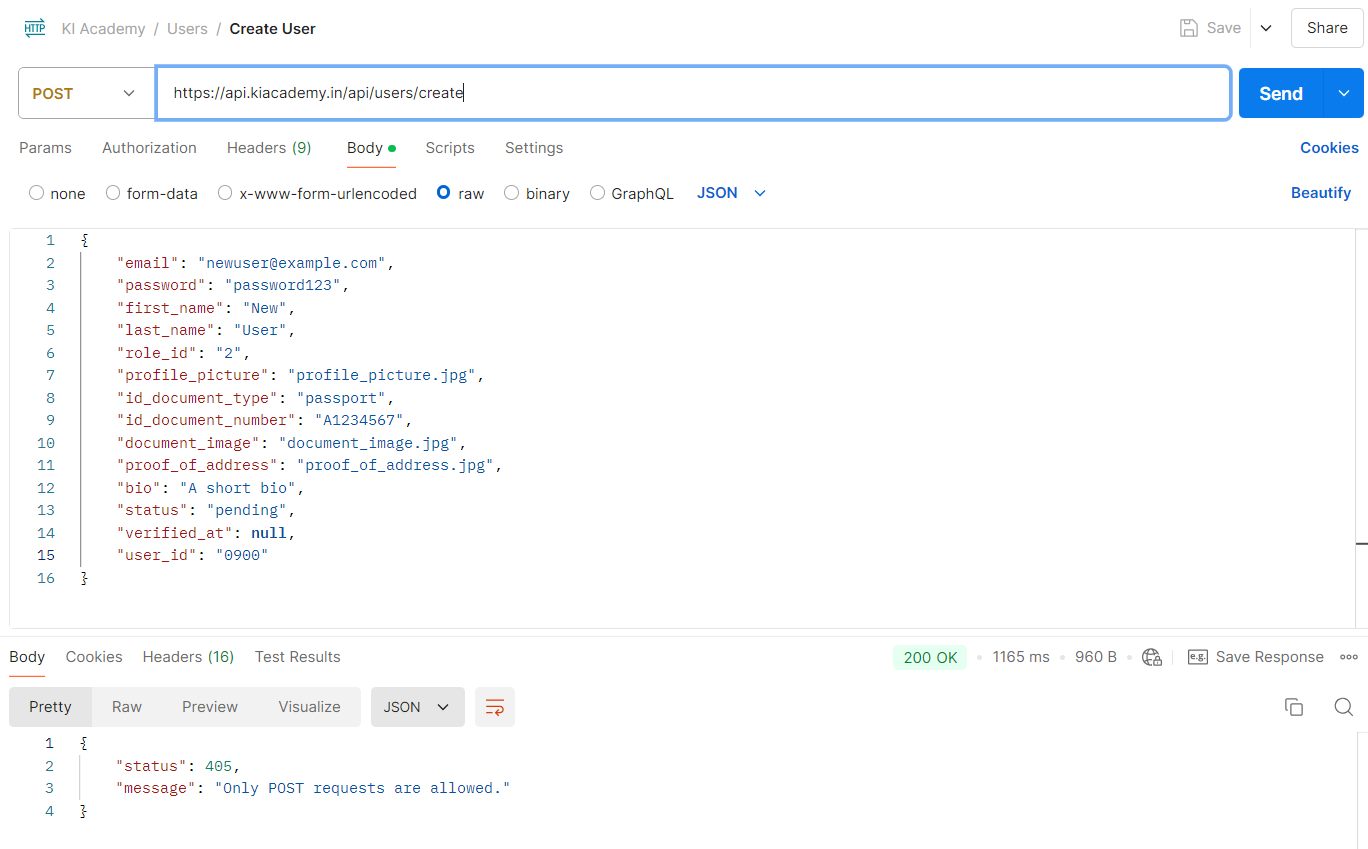 HTTP KI Academy / Users / Create User Save Share
POST https://api.kiacademy.in/api/users/create Send
Params Authorization Headers (9) Body Scripts Settings Cookies
none form-data x-www-form-urlencoded raw binary GraphQL JSON Beautify
1 {
2 "email": "newuser@example.com",
3 "password": "password123",
4 "first_name": "New",
5 "last_name": "User",
6 "role_id": "2",
7 "profile_picture": "profile_picture.jpg",
8 "id_document_type": "passport",
9 "id_document_number": "A1234567",
10 "document_image": "document_image.jpg",
11 "proof_of_address": "proof_of_address.jpg",
12 "bio": "A short bio",
13 "status": "pending",
14 "verified_at": null,
15 "user_id": "0900"
16 }
Body Cookies Headers (16) Test Results 200 OK 1165 ms 960 B e.g. Save Response
Pretty Raw Preview Visualize JSON
1 {
2 "status": 405,
3 "message": "Only POST requests are allowed."
4 }